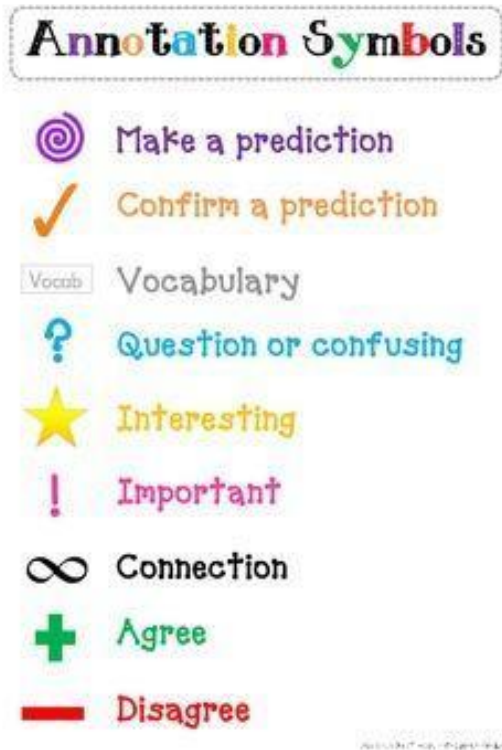 Annotation Symbols
Make a prediction
Confirm a prediction
Vocab Vocabulary
? Question or confusing
Interesting
! Important
Connection
Agree
Disagree